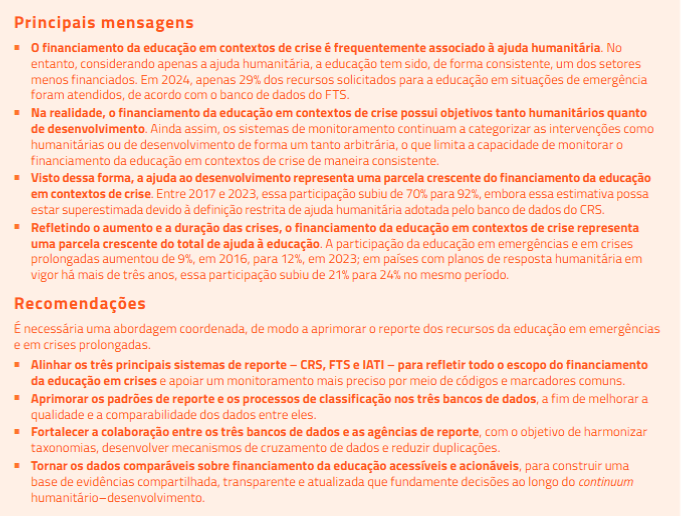 Principais mensagens
▪ O financiamento da educação em contextos de crise é frequentemente associado à ajuda humanitária. No
entanto, considerando apenas a ajuda humanitária, a educação tem sido, de forma consistente, um dos setores
menos financiados. Em 2024, apenas 29% dos recursos solicitados para a educação em situações de emergência
foram atendidos, de acordo com o banco de dados do FTS.
▪ Na realidade, o financiamento da educação em contextos de crise possui objetivos tanto humanitários quanto
de desenvolvimento. Ainda assim, os sistemas de monitoramento continuam a categorizar as intervenções como
humanitárias ou de desenvolvimento de forma um tanto arbitrária, o que limita a capacidade de monitorar o
financiamento da educação em contextos de crise de maneira consistente.
▪ Visto dessa forma, a ajuda ao desenvolvimento representa uma parcela crescente do financiamento da educação
em contextos de crise. Entre 2017 e 2023, essa participação subiu de 70% para 92%, embora essa estimativa possa
estar superestimada devido à definição restrita de ajuda humanitária adotada pelo banco de dados do CRS.
▪ Refletindo o aumento e a duração das crises, o financiamento da educação em contextos de crise representa
uma parcela crescente do total de ajuda à educação. A participação da educação em emergências e em crises
prolongadas aumentou de 9%, em 2016, para 12%, em 2023; em países com planos de resposta humanitária em
vigor há mais de três anos, essa participação subiu de 21% para 24% no mesmo período.
Recomendações
É necessária uma abordagem coordenada, de modo a aprimorar o reporte dos recursos da educação em emergências
e em crises prolongadas.
▪ Alinhar os três principais sistemas de reporte – CRS, FTS e IATI – para refletir todo o escopo do financiamento
da educação em crises e apoiar um monitoramento mais preciso por meio de códigos e marcadores comuns.
▪ Aprimorar os padrões de reporte e os processos de classificação nos três bancos de dados, a fim de melhorar a
qualidade e a comparabilidade dos dados entre eles.
▪ Fortalecer a colaboração entre os três bancos de dados e as agências de reporte, com o objetivo de harmonizar
taxonomias, desenvolver mecanismos de cruzamento de dados e reduzir duplicações.
▪ Tornar os dados comparáveis sobre financiamento da educação acessíveis e acionáveis, para construir uma
base de evidências compartilhada, transparente e atualizada que fundamente decisões ao longo do continuum
humanitário–desenvolvimento.